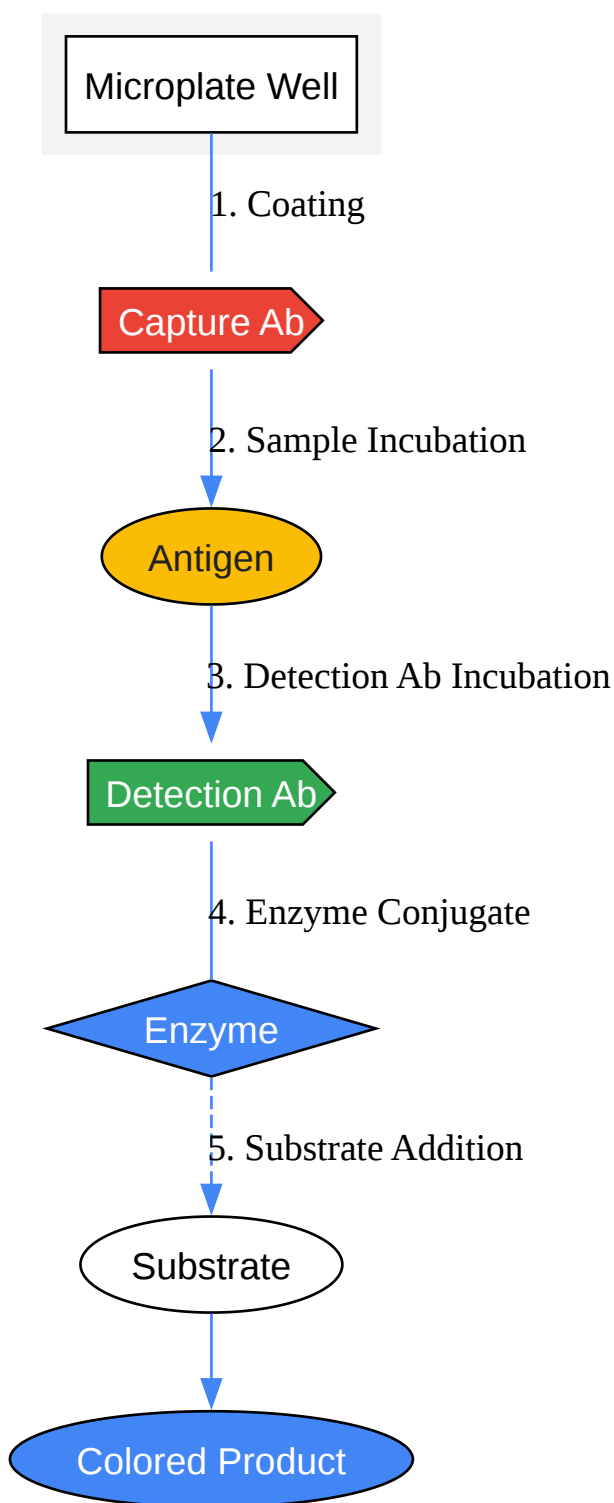 Microplate Well
1. Coating
Capture Ab
2. Sample Incubation
Antigen
3. Detection Ab Incubation
Detection Ab
4. Enzyme Conjugate
Enzyme
5. Substrate Addition
Substrate
Colored Product